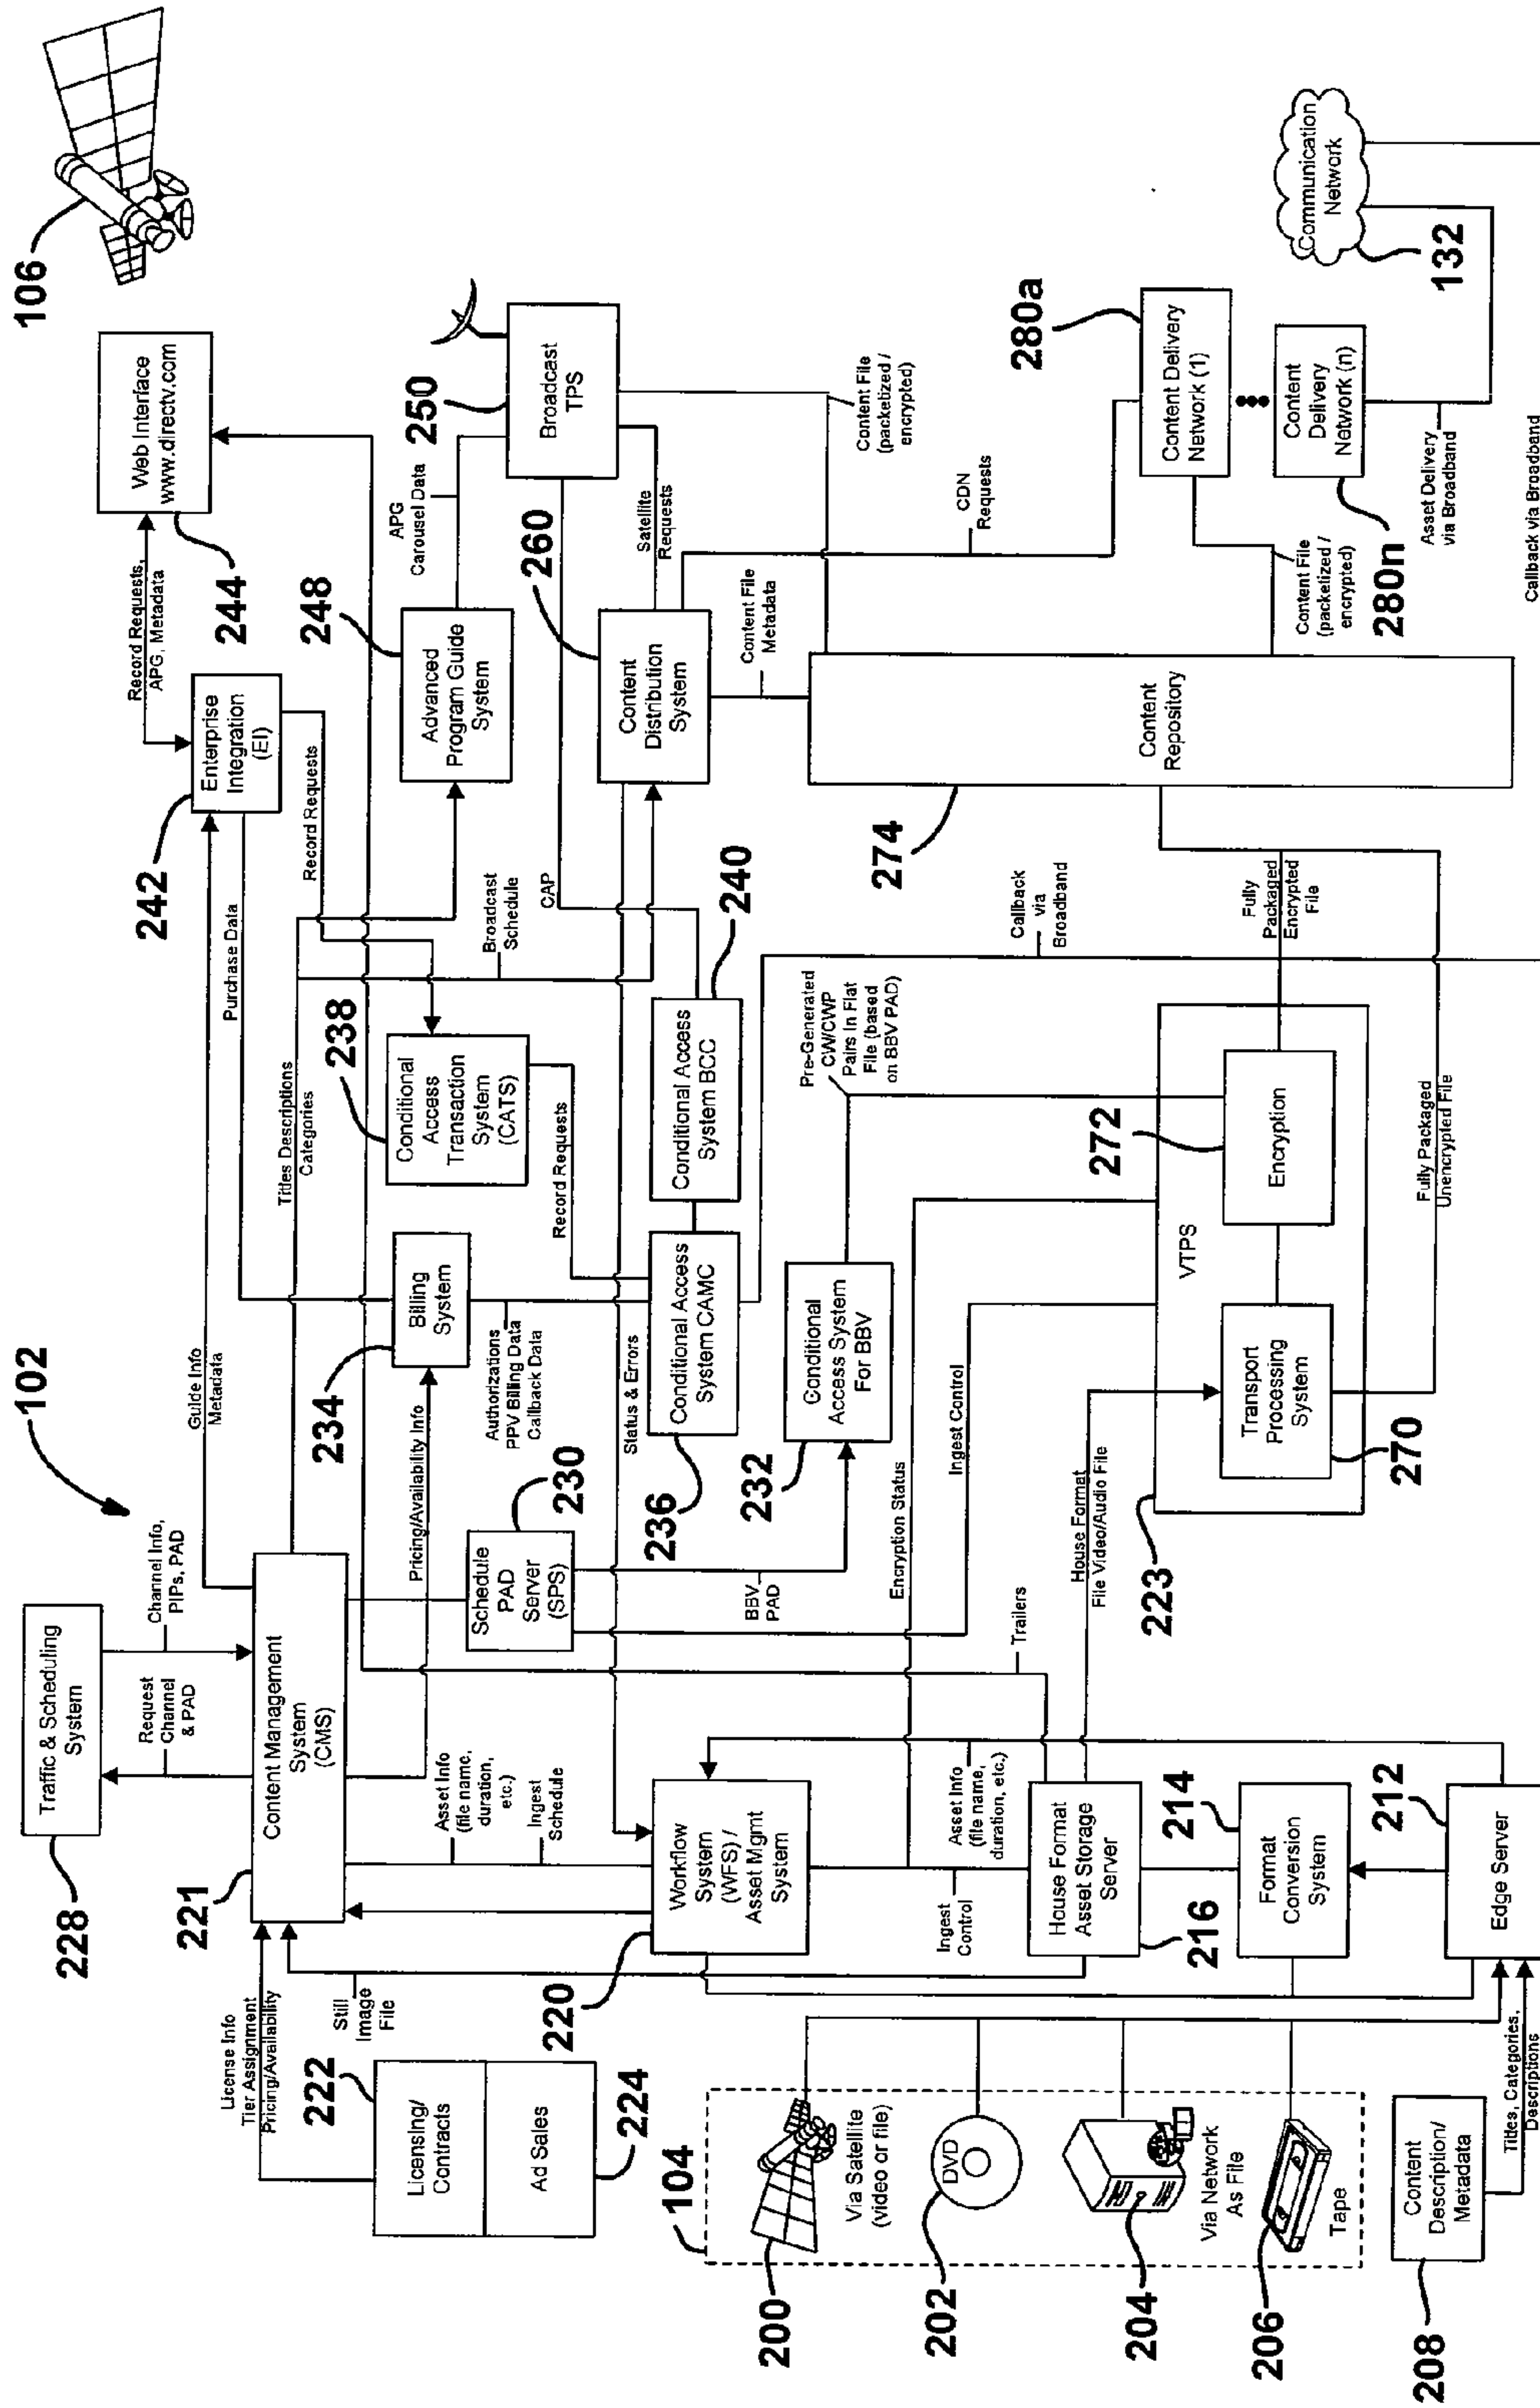 102
106
228
Traffic & Scheduling
System
Request
Channel
& PAD
Channel Info,
PIPs, PAD
221
Content Management
System
(CMS)
Guide Info
Metadata
Titles Descriptions
Categories
242
Enterprise
Integration
(EI)
Purchase Data
Record Requests
Record Requests,
APG, Metadata
244
Web Interface
www.directv.com
License Info
Tier Assignment
Pricing/Availability
222
Licensing/
Contracts
Ad Sales
224
Still
Image
File
Asset Info
(file name,
duration,
etc.)
Ingest
Schedule
Pricing/Availability Info
234
Billing
System
Authorizations
PPV Billing Data
Callback Data
230
Schedule
PAD
Server
(SPS)
238
Conditional
Access
Transaction
System
(CATS)
Record Requests
Broadcast
Schedule
248
Advanced
Program Guide
System
APG
Carousel Data
250
Broadcast
TPS
CAP
260
Content
Distribution
System
Satellite
Requests
220
Workflow
System
(WFS) /
Asset Mgmt
System
Status & Errors
236
Conditional Access
System CAMC
Conditional Access
System BCC
240
232
Conditional
Access System
For BBV
BBV
PAD
Pre-Generated
CW/CWP
Pairs In Flat
File (based
on BBV PAD)
Callback
via
Broadband
Content File
Metadata
CDN
Requests
Content File
(packetized /
encrypted)
104
200
Via Satellite
(video or file)
202
DVD
204
Via Network
As File
206
Tape
208
Content
Description/
Metadata
Titles, Categories,
Descriptions
Ingest
Control
Asset Info
(file name,
duration, etc.)
Encryption Status
Ingest Control
Trailers
House Format
Asset Storage
Server
216
House Format
File Video/Audio File
214
Format
Conversion
System
212
Edge Server
223
VTPS
Transport
Processing
System
270
272
Encryption
Fully Packaged
Unencrypted File
Fully
Packaged
Encrypted
File
274
Content
Repository
Content File
(packetized /
encrypted)
280a
Content Delivery
Network (1)
Content
Delivery
Network (n)
280n
Asset Delivery
via Broadband
Communication
Network
132
Callback via Broadband